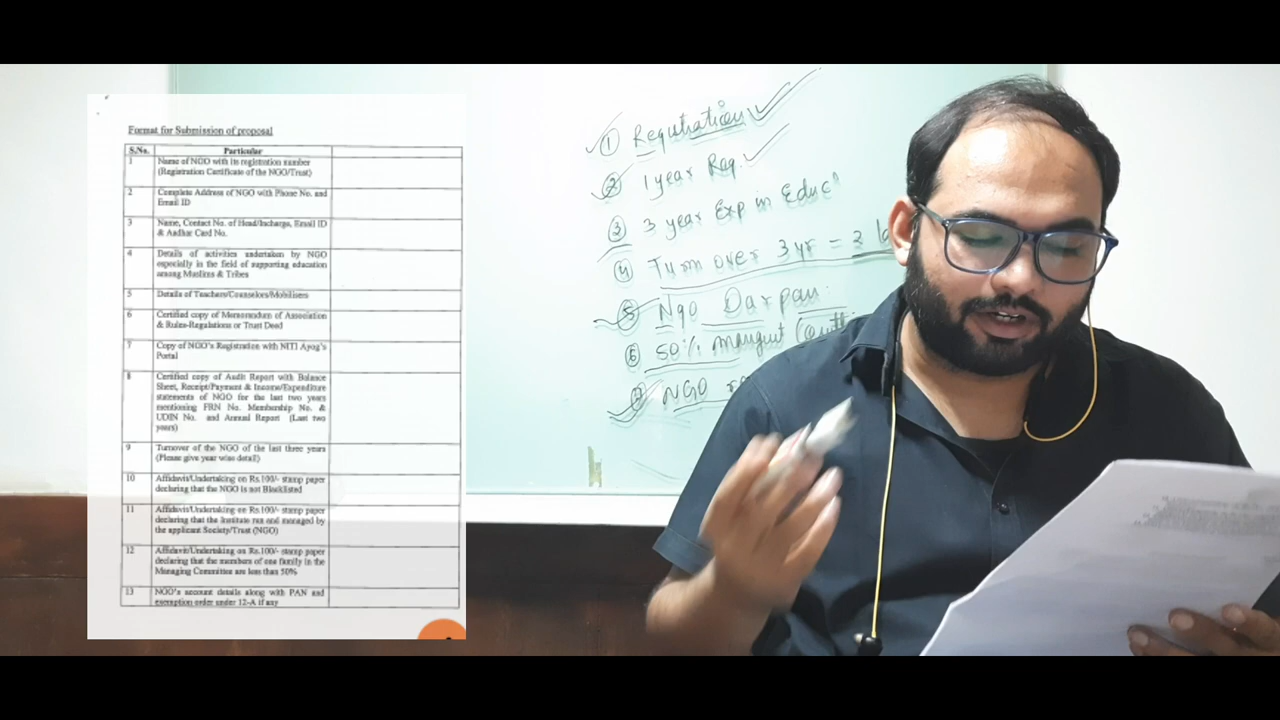 Format for Submission of proposal
S.No. Particular
1 Name of NGO with its registration number
(Registration Certificate of the NGO/Trust)
2 Complete Address of NGO with Phone No. and
Email ID
3 Name, Contact No. of Head/Incharge, Email ID
& Aadhar Card No.
4 Details of activities undertaken by NGO
especially in the field of supporting education
among Muslims & Tribes
5 Details of Teachers/Counselors/Mobilisers
6 Certified copy of Memorandum of Association
& Rules-Regulations or Trust Deed
7 Copy of NGO's Registration with NITI Ayog's
Portal
8 Certified copy of Audit Report with Balance
Sheet, Receipt/Payment & Income/Expenditure
statements of NGO for the last two years
mentioning FRN No. Membership No. &
UDIN No. and Annual Report (Last two
years)
9 Turnover of the NGO of the last three years
(Please give year wise detail)
10 Affidavit/Undertaking on Rs.100/- stamp paper
declaring that the NGO is not Blacklisted
11 Affidavit/Undertaking on Rs.100/- stamp paper
declaring that the Institute run and managed by
the applicant Society/Trust (NGO)
12 Affidavit/Undertaking on Rs.100/- stamp paper
declaring that the members of one family in the
Managing Committee are less than 50%
13 NGO's account details along with PAN and
exemption order under 12-A if any
1 Registration
2 1 year Reg.
3 3 year Exp in Educⁿ
4 Turn over 3 yr =
5 Ngo Darpan
6 50%
7 NGO